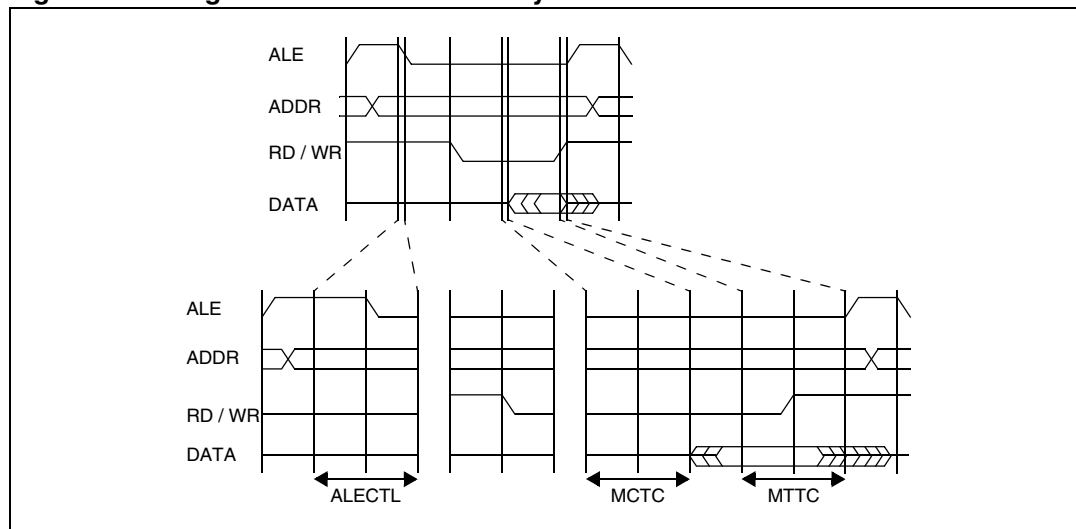 ALE
ADDR
RD / WR
DATA
ALE
ADDR
RD / WR
DATA
ALECTL
MCTC
MTTC